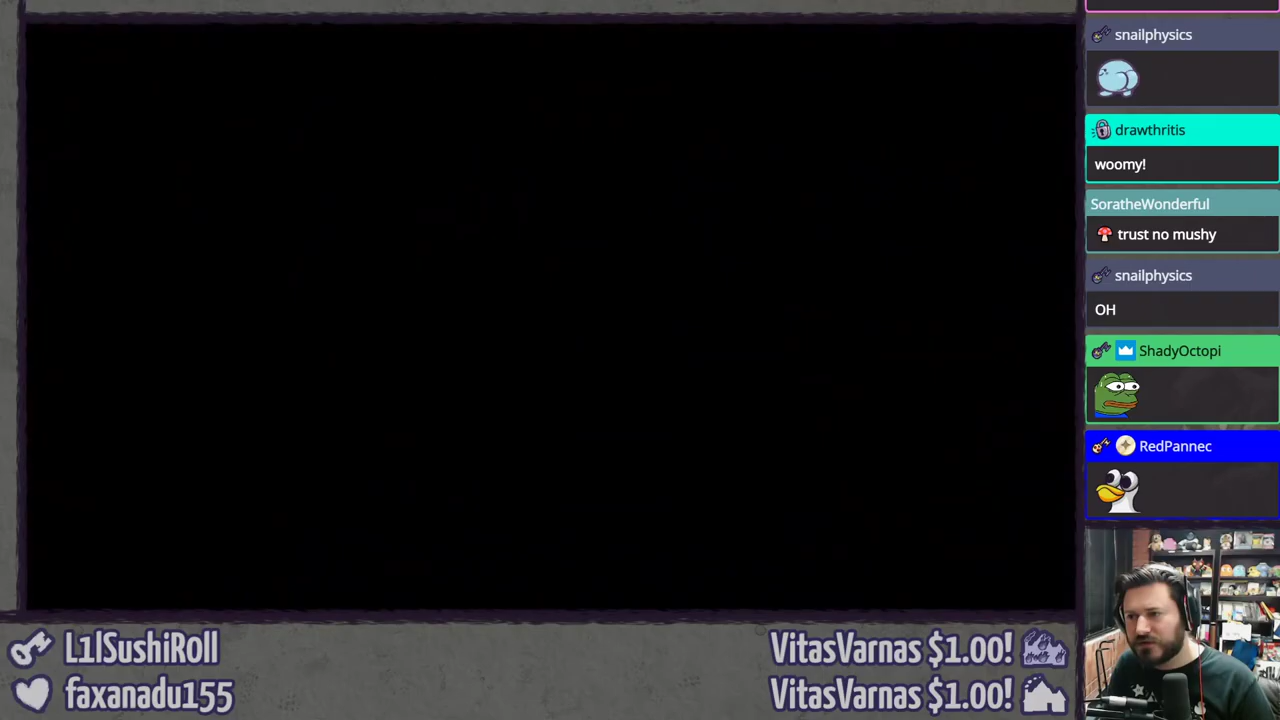 snailphysics
drawthritis
woomy!
SoratheWonderful
trust no mushy
snailphysics
OH
ShadyOctopi
RedPannec
L1lSushiRoll
faxanadu155
VitasVarnas $1.00!
VitasVarnas $1.00!